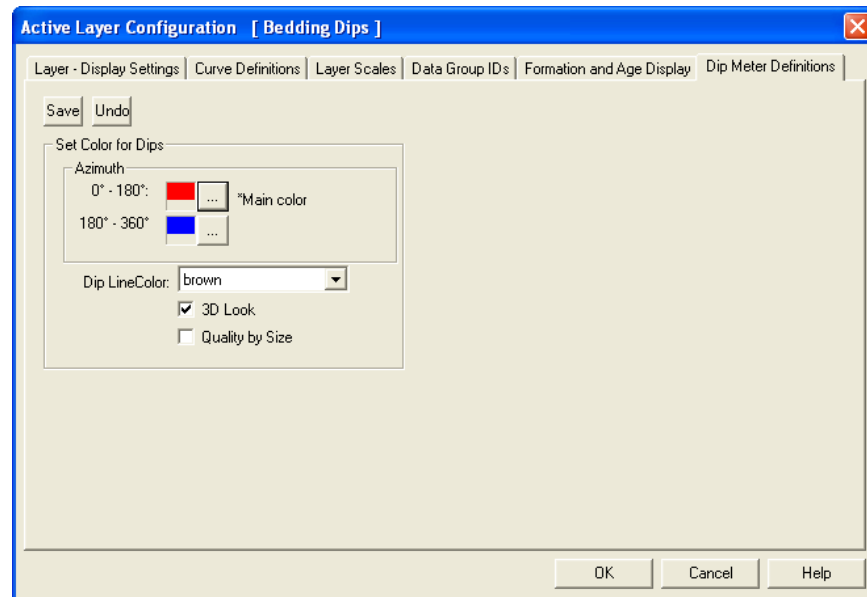 Active Layer Configuration [ Bedding Dips ]
Layer - Display Settings Curve Definitions Layer Scales Data Group IDs Formation and Age Display Dip Meter Definitions
Save Undo
Set Color for Dips
Azimuth
0° - 180°: ... *Main color
180° - 360° ...
Dip LineColor: brown
3D Look
Quality by Size
OK Cancel Help